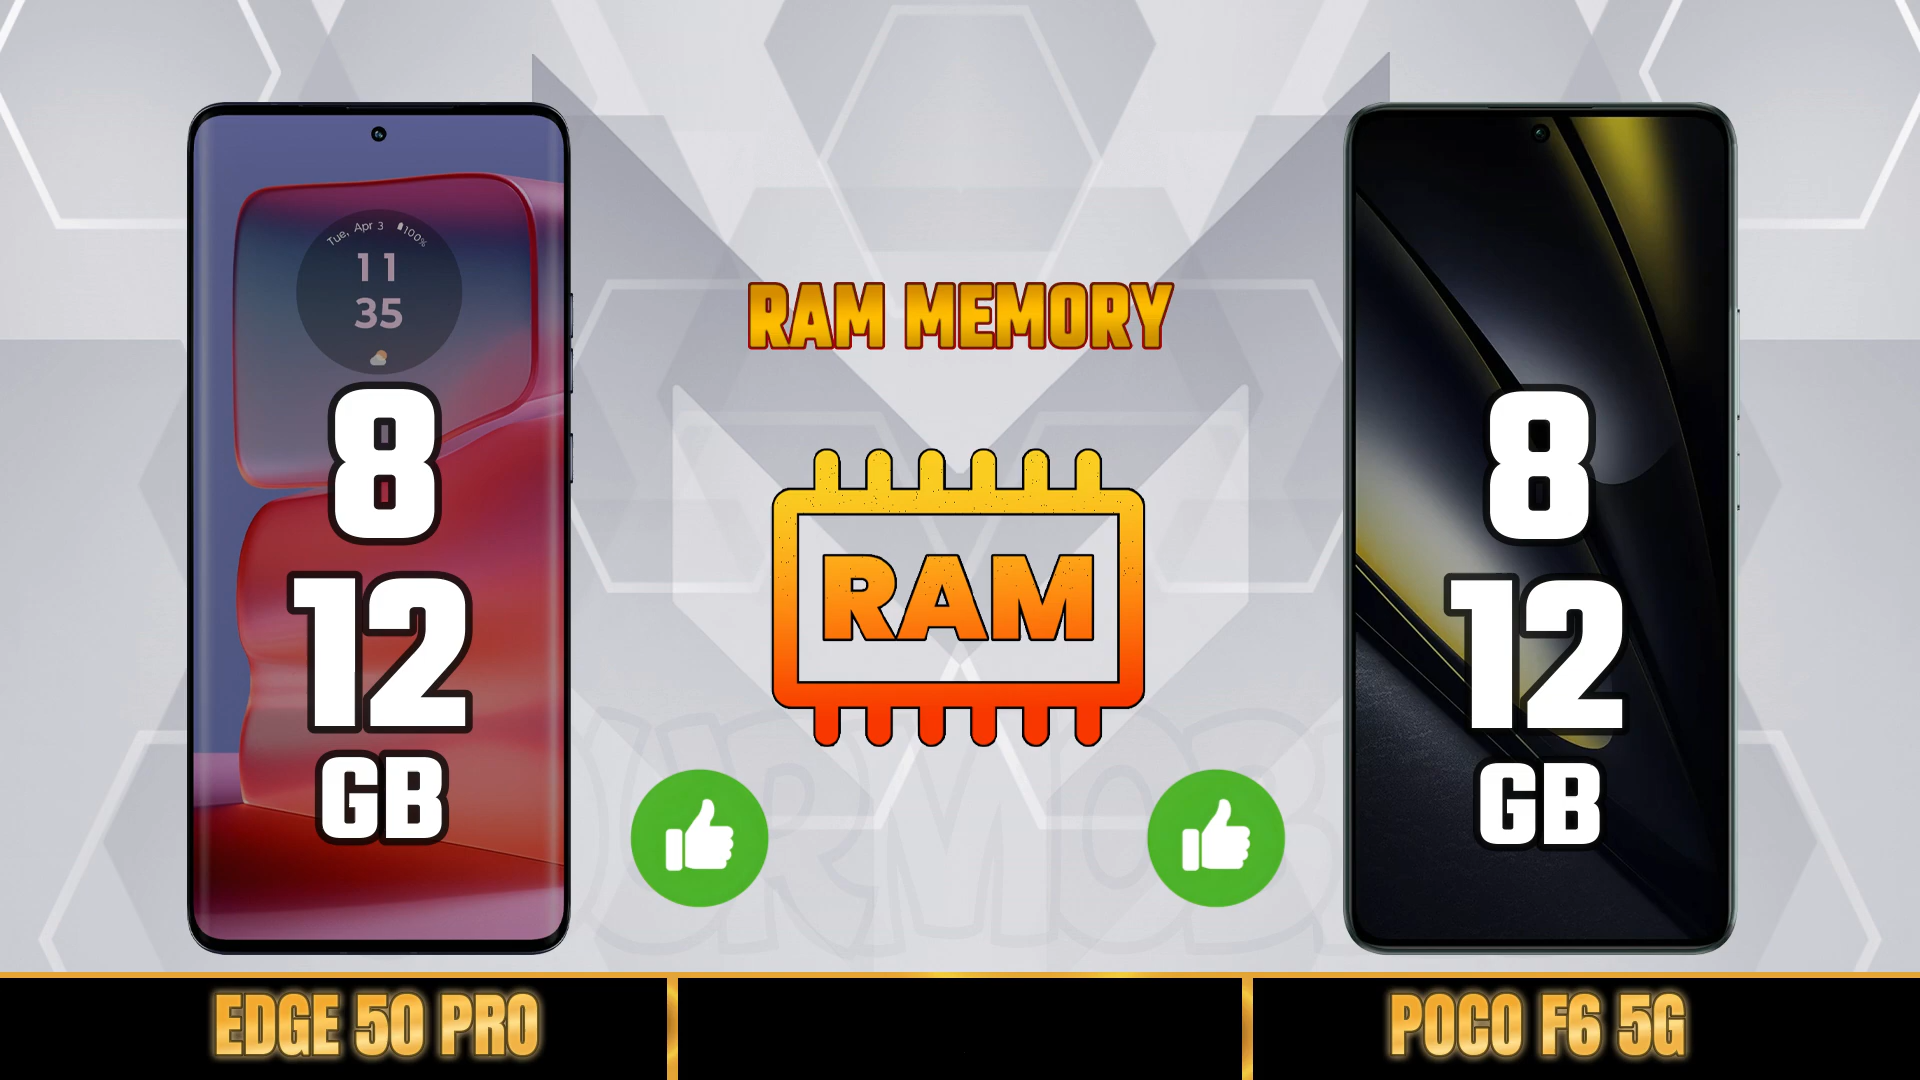 Tue, Apr 3 100%
11
35
8
12
GB
RAM MEMORY
RAM
8
12
GB
EDGE 50 PRO
POCO F6 5G